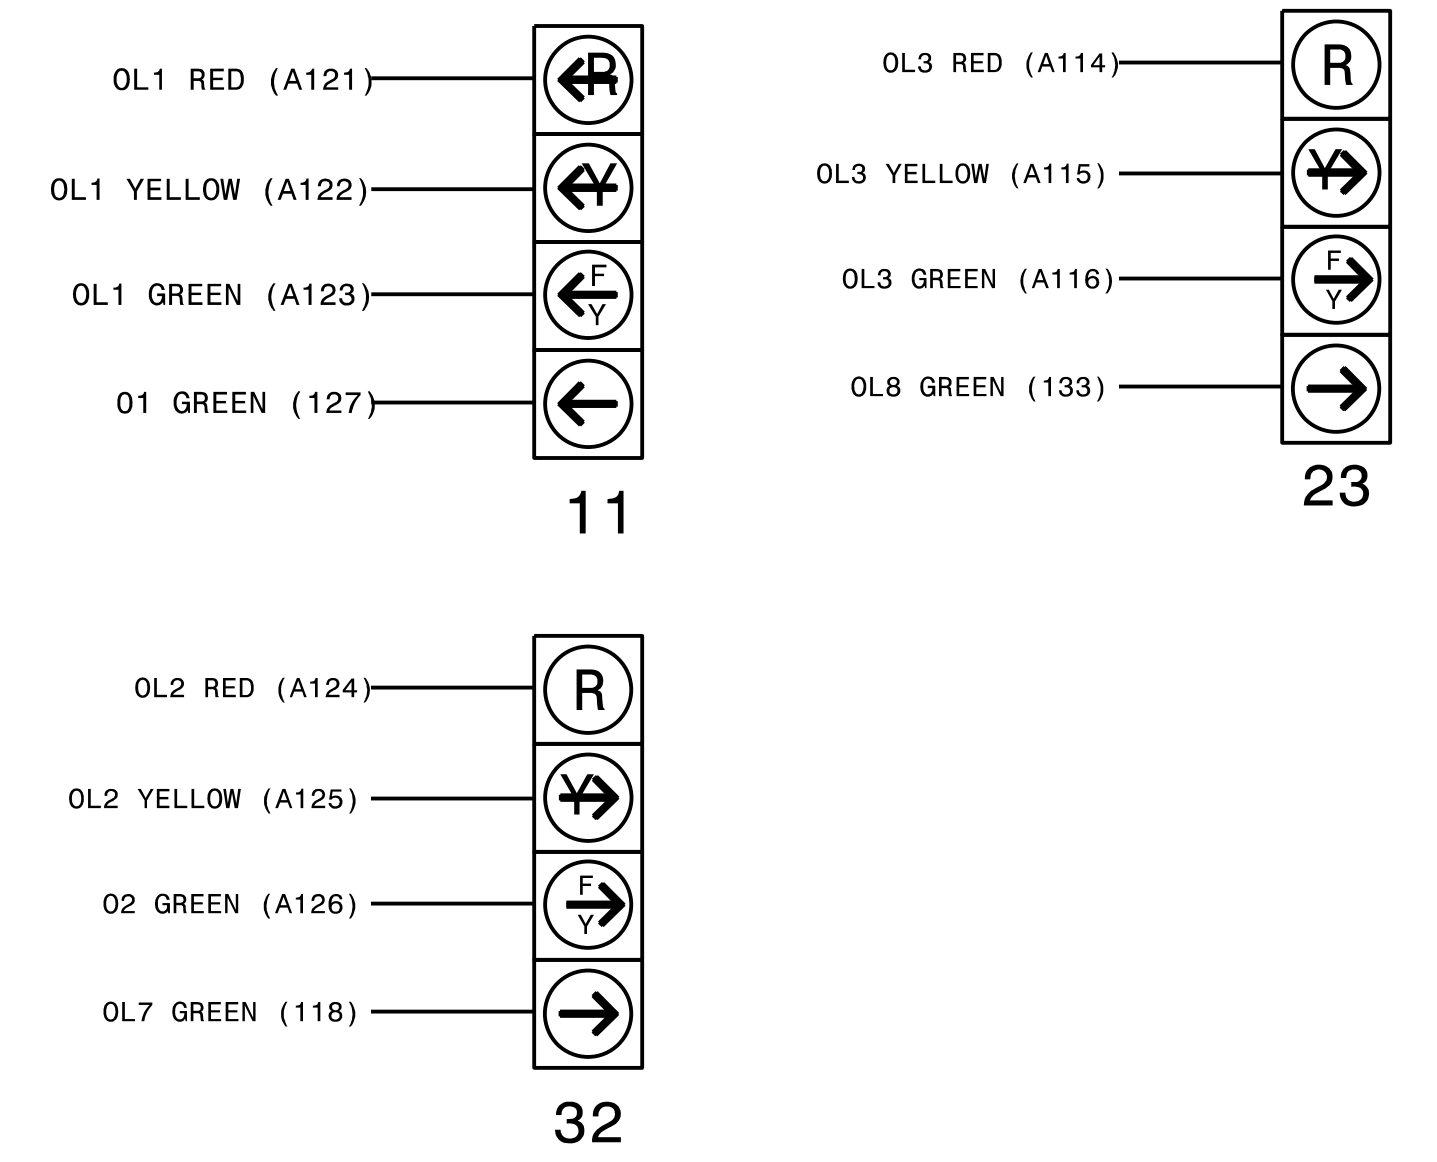 OL1 RED (A121)
R
OL1 YELLOW (A122)
Y
OL1 GREEN (A123)
F
Y
O1 GREEN (127)
11
OL3 RED (A114)
R
OL3 YELLOW (A115)
Y
OL3 GREEN (A116)
F
Y
OL8 GREEN (133)
23
OL2 RED (A124)
R
OL2 YELLOW (A125)
Y
O2 GREEN (A126)
F
Y
OL7 GREEN (118)
32